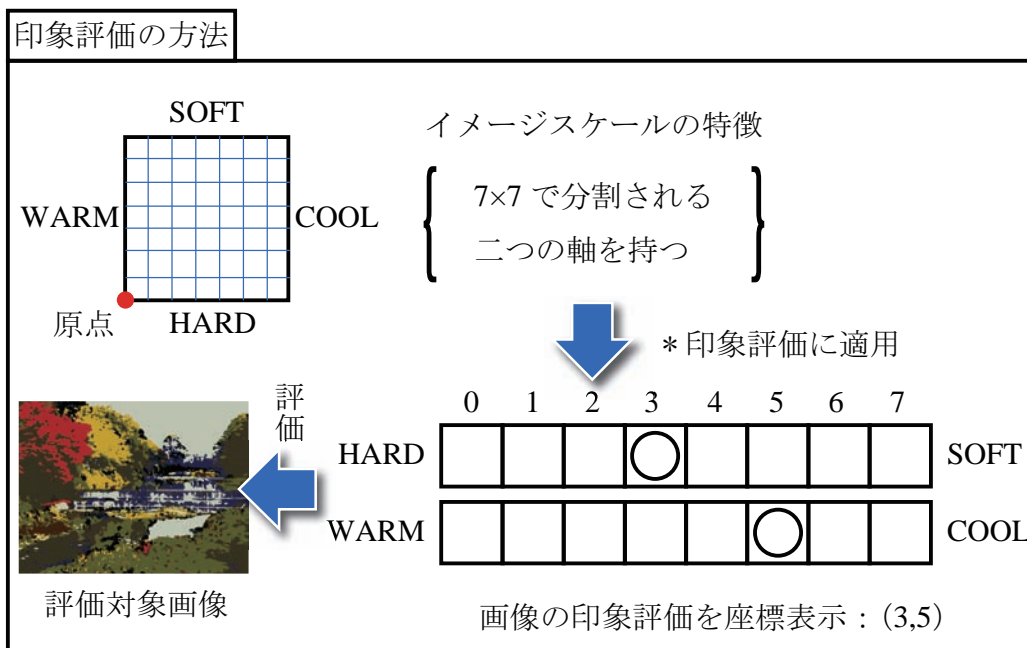 印象評価の方法
SOFT
WARM
COOL
原点
HARD
イメージスケールの特徴
7×7 で分割される
二つの軸を持つ
＊印象評価に適用
0 1 2 3 4 5 6 7
HARD SOFT
WARM COOL
評価
評価対象画像
画像の印象評価を座標表示：（3,5）